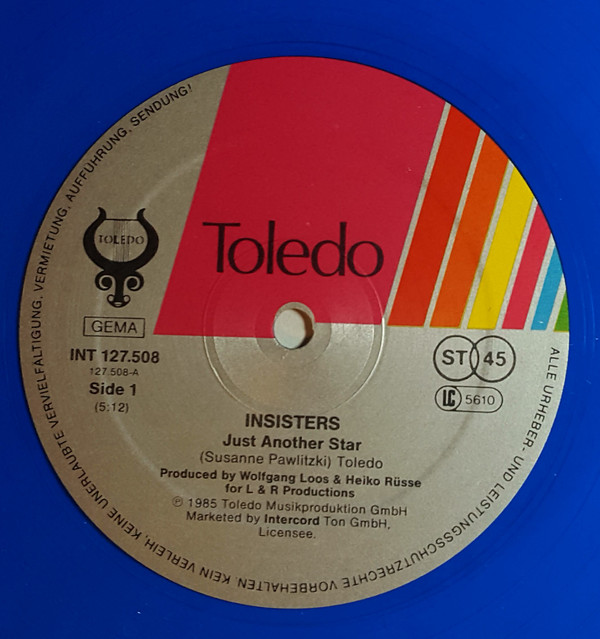 ALLE URHEBER- UND LEISTUNGSSCHUTZRECHTE VORBEHALTEN. KEIN VERLEIH, KEINE UNERLAUBTE VERVIELFÄLTIGUNG, VERMIETUNG, AUFFÜHRUNG, SENDUNG!
TOLEDO
Toledo
GEMA
INT 127.508
127 508-A
Side 1
(5:12)
ST 45
LC 5610
INSISTERS
Just Another Star
(Susanne Pawlitzki) Toledo
Produced by Wolfgang Loos & Heiko Rüsse
for L & R Productions
℗ 1985 Toledo Musikproduktion GmbH
Marketed by Intercord Ton GmbH,
Licensee.